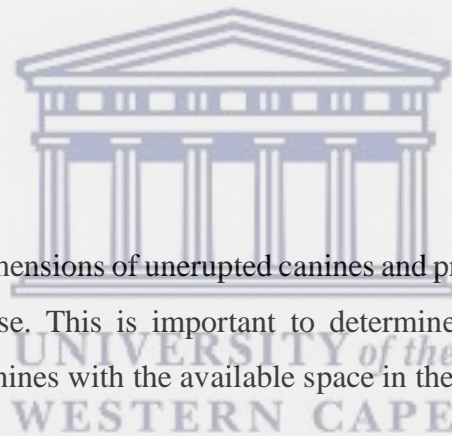 mensions of unerupted canines and pr
se. This is important to determine
UNIVERSITY of the
nines with the available space in the
WESTERN CAPE